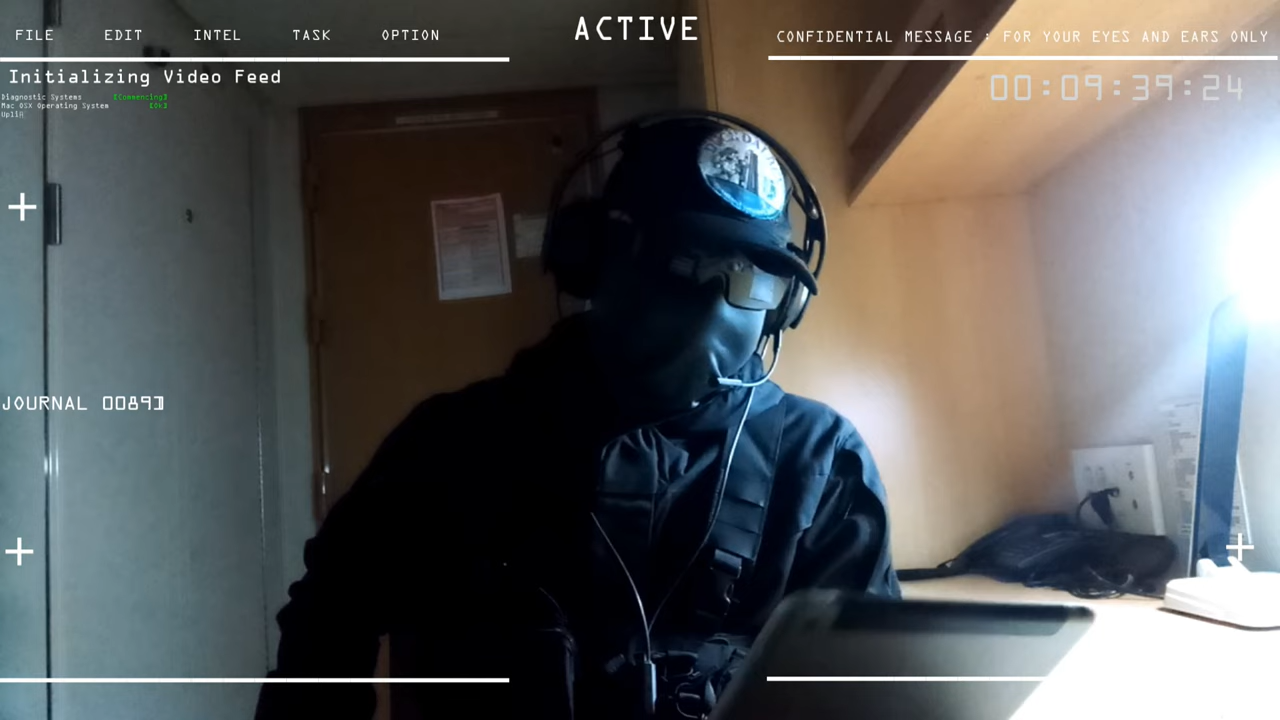 FILE EDIT INTEL TASK OPTION
ACTIVE
CONFIDENTIAL MESSAGE : FOR YOUR EYES AND EARS ONLY
Initializing Video Feed
00:09:39:24
Diagnostic Systems [Commencing]
Mac OSX Operating System [Ok]
JOURNAL 0089